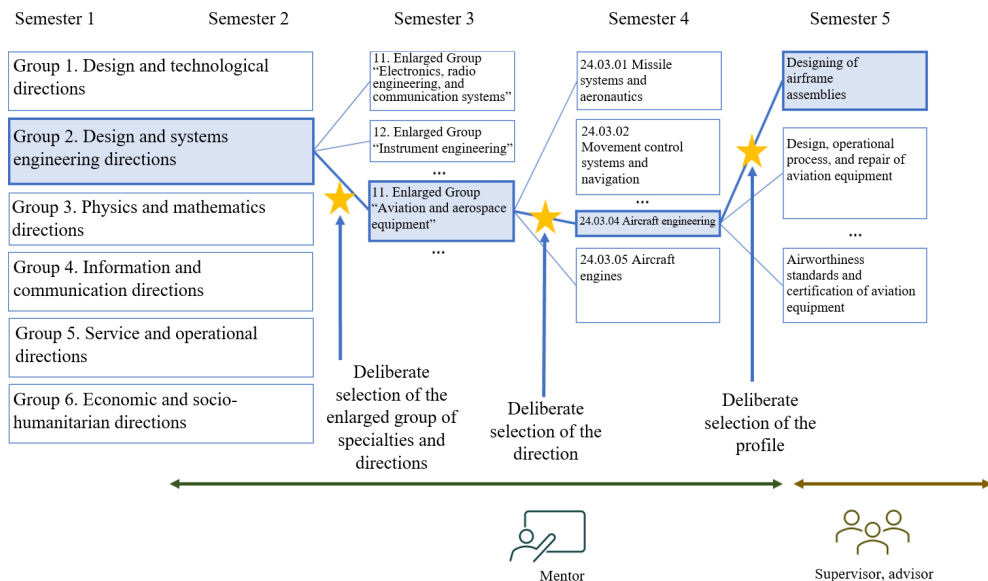 Semester 1
Semester 2
Semester 3
Semester 4
Semester 5
Group 1. Design and technological
directions
Group 2. Design and systems
engineering directions
Group 3. Physics and mathematics
directions
Group 4. Information and
communication directions
Group 5. Service and operational
directions
Group 6. Economic and socio-
humanitarian directions
11. Enlarged Group
“Electronics, radio
engineering, and
communication systems”
12. Enlarged Group
“Instrument engineering”
...
11. Enlarged Group
“Aviation and aerospace
equipment”
...
24.03.01 Missile
systems and
aeronautics
24.03.02
Movement control
systems and
navigation
...
24.03.04 Aircraft engineering
24.03.05 Aircraft
engines
Designing of
airframe
assemblies
Design, operational
process, and repair of
aviation equipment
...
Airworthiness
standards and
certification of aviation
equipment
Deliberate
selection of the
enlarged group of
specialties and
directions
Deliberate
selection of the
direction
Deliberate
selection of the
profile
Mentor
Supervisor, advisor